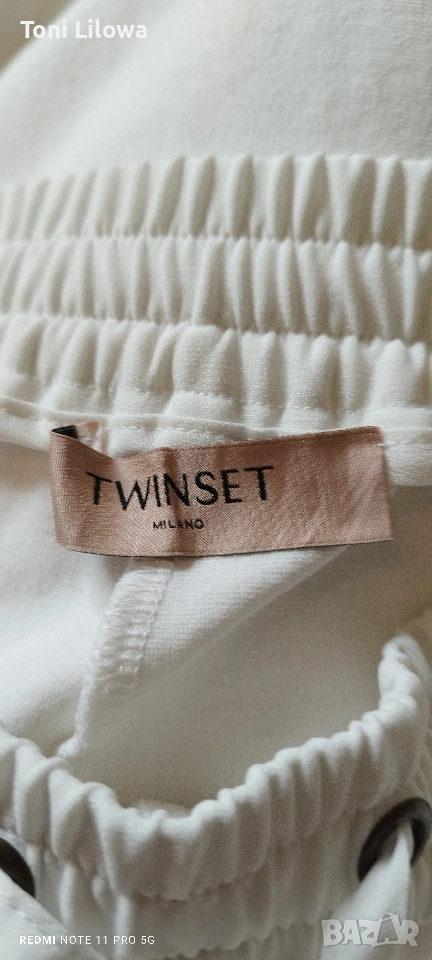 Toni Lilowa
TWINSET
MILANO
REDMI NOTE 11 PRO 5G
BAZAR